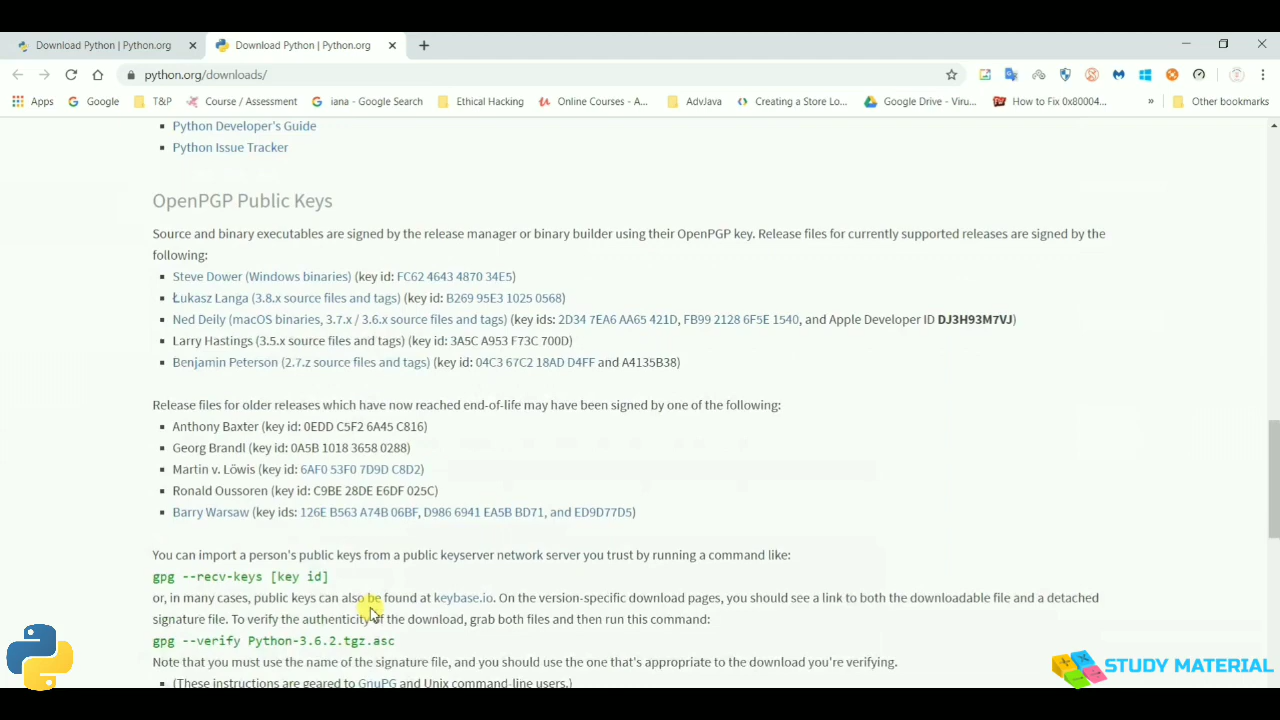 Download Python | Python.org
Download Python | Python.org
python.org/downloads/
Apps
Google
T&P
Course / Assessment
iana - Google Search
Ethical Hacking
Online Courses - A...
AdvJava
Creating a Store Lo...
Google Drive - Viru...
How to Fix 0x80004...
»
Other bookmarks
Python Developer's Guide
Python Issue Tracker
OpenPGP Public Keys
Source and binary executables are signed by the release manager or binary builder using their OpenPGP key. Release files for currently supported releases are signed by the
following:
Steve Dower (Windows binaries) (key id: FC62 4643 4870 34E5)
Łukasz Langa (3.8.x source files and tags) (key id: B269 95E3 1025 0568)
Ned Deily (macOS binaries, 3.7.x / 3.6.x source files and tags) (key ids: 2D34 7EA6 AA65 421D, FB99 2128 6F5E 1540, and Apple Developer ID DJ3H93M7VJ)
Larry Hastings (3.5.x source files and tags) (key id: 3A5C A953 F73C 700D)
Benjamin Peterson (2.7.z source files and tags) (key id: 04C3 67C2 18AD D4FF and A4135B38)
Release files for older releases which have now reached end-of-life may have been signed by one of the following:
Anthony Baxter (key id: 0EDD C5F2 6A45 C816)
Georg Brandl (key id: 0A5B 1018 3658 0288)
Martin v. Löwis (key id: 6AF0 53F0 7D9D C8D2)
Ronald Oussoren (key id: C9BE 28DE E6DF 025C)
Barry Warsaw (key ids: 126E B563 A74B 06BF, D986 6941 EA5B BD71, and ED9D77D5)
You can import a person's public keys from a public keyserver network server you trust by running a command like:
gpg --recv-keys [key id]
or, in many cases, public keys can also be found at keybase.io. On the version-specific download pages, you should see a link to both the downloadable file and a detached
signature file. To verify the authenticity of the download, grab both files and then run this command:
gpg --verify Python-3.6.2.tgz.asc
Note that you must use the name of the signature file, and you should use the one that's appropriate to the download you're verifying.
(These instructions are geared to GnuPG and Unix command-line users.)
STUDY MATERIAL